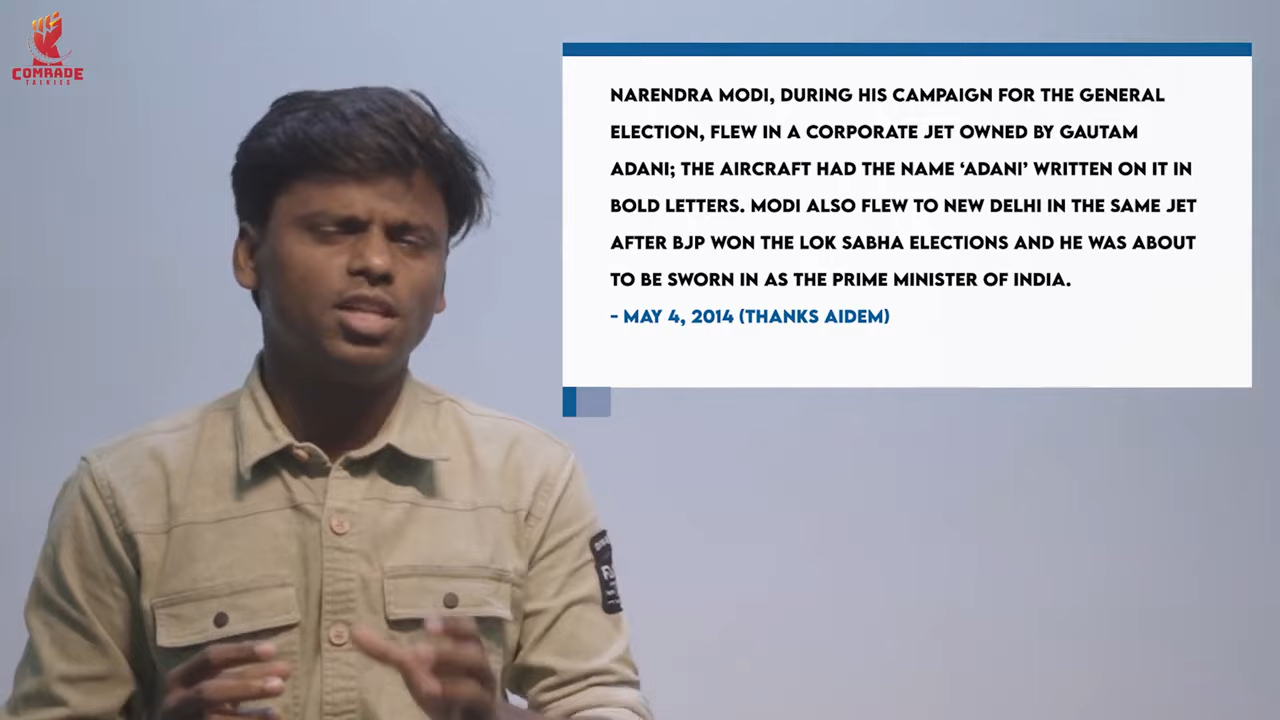 COMRADE
TALKIES
NARENDRA MODI, DURING HIS CAMPAIGN FOR THE GENERAL
ELECTION, FLEW IN A CORPORATE JET OWNED BY GAUTAM
ADANI; THE AIRCRAFT HAD THE NAME ‘ADANI’ WRITTEN ON IT IN
BOLD LETTERS. MODI ALSO FLEW TO NEW DELHI IN THE SAME JET
AFTER BJP WON THE LOK SABHA ELECTIONS AND HE WAS ABOUT
TO BE SWORN IN AS THE PRIME MINISTER OF INDIA.
- MAY 4, 2014 (THANKS AIDEM)